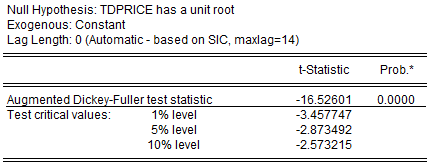 Null Hypothesis: TDPRICE has a unit root
Exogenous: Constant
Lag Length: 0 (Automatic - based on SIC, maxlag=14)
t-Statistic Prob.*
Augmented Dickey-Fuller test statistic -16.52601 0.0000
Test critical values: 1% level -3.457747
5% level -2.873492
10% level -2.573215